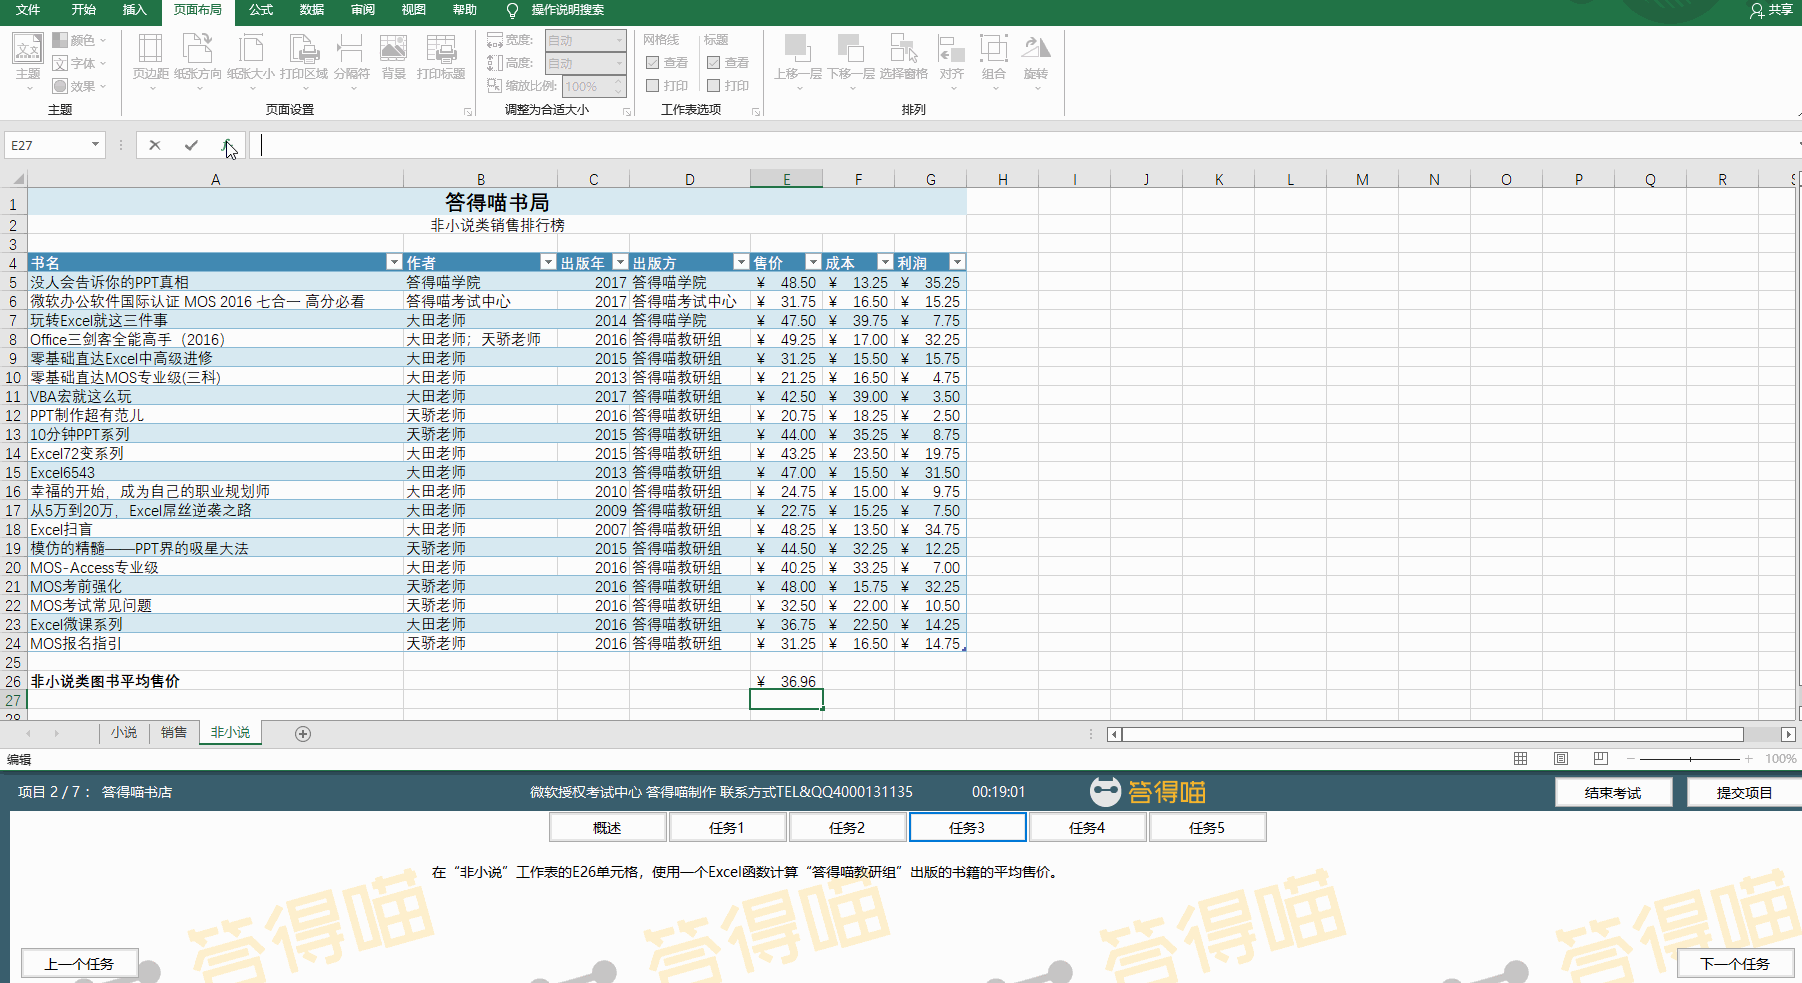 文件 开始 插入 页面布局 公式 数据 审阅 视图 帮助 操作说明搜索 共享
颜色 宽度: 自动 网格线 标题
主题 字体 页边距 纸张方向 纸张大小 打印区域 分隔符 背景 打印标题 高度: 自动 查看 查看 上移一层 下移一层 选择窗格 对齐 组合 旋转
效果 缩放比例: 100% 打印 打印
主题 页面设置 调整为合适大小 工作表选项 排列
E27
A B C D E F G H I J K L M N O P Q R S
1 答得喵书局
2 非小说类销售排行榜
3
4 书名 作者 出版年 出版方 售价 成本 利润
5 没人会告诉你的PPT真相 答得喵学院 2017 答得喵学院 ¥ 48.50 ¥ 13.25 ¥ 35.25
6 微软办公软件国际认证 MOS 2016 七合一 高分必看 答得喵考试中心 2017 答得喵考试中心 ¥ 31.75 ¥ 16.50 ¥ 15.25
7 玩转Excel就这三件事 大田老师 2014 答得喵学院 ¥ 47.50 ¥ 39.75 ¥ 7.75
8 Office三剑客全能高手（2016） 大田老师；天骄老师 2016 答得喵教研组 ¥ 49.25 ¥ 17.00 ¥ 32.25
9 零基础直达Excel中高级进修 大田老师 2015 答得喵教研组 ¥ 31.25 ¥ 15.50 ¥ 15.75
10 零基础直达MOS专业级(三科) 大田老师 2013 答得喵教研组 ¥ 21.25 ¥ 16.50 ¥ 4.75
11 VBA宏就这么玩 大田老师 2017 答得喵教研组 ¥ 42.50 ¥ 39.00 ¥ 3.50
12 PPT制作超有范儿 天骄老师 2016 答得喵教研组 ¥ 20.75 ¥ 18.25 ¥ 2.50
13 10分钟PPT系列 天骄老师 2015 答得喵教研组 ¥ 44.00 ¥ 35.25 ¥ 8.75
14 Excel72变系列 大田老师 2015 答得喵教研组 ¥ 43.25 ¥ 23.50 ¥ 19.75
15 Excel6543 大田老师 2013 答得喵教研组 ¥ 47.00 ¥ 15.50 ¥ 31.50
16 幸福的开始，成为自己的职业规划师 大田老师 2010 答得喵教研组 ¥ 24.75 ¥ 15.00 ¥ 9.75
17 从5万到20万，Excel屌丝逆袭之路 大田老师 2009 答得喵教研组 ¥ 22.75 ¥ 15.25 ¥ 7.50
18 Excel扫盲 大田老师 2007 答得喵教研组 ¥ 48.25 ¥ 13.50 ¥ 34.75
19 模仿的精髓——PPT界的吸星大法 天骄老师 2015 答得喵教研组 ¥ 44.50 ¥ 32.25 ¥ 12.25
20 MOS-Access专业级 大田老师 2016 答得喵教研组 ¥ 40.25 ¥ 33.25 ¥ 7.00
21 MOS考前强化 天骄老师 2016 答得喵教研组 ¥ 48.00 ¥ 15.75 ¥ 32.25
22 MOS考试常见问题 天骄老师 2016 答得喵教研组 ¥ 32.50 ¥ 22.00 ¥ 10.50
23 Excel微课系列 大田老师 2016 答得喵教研组 ¥ 36.75 ¥ 22.50 ¥ 14.25
24 MOS报名指引 天骄老师 2016 答得喵教研组 ¥ 31.25 ¥ 16.50 ¥ 14.75
25
26 非小说类图书平均售价 ¥ 36.96
27
28
小说 销售 非小说
编辑 100%
项目 2 / 7： 答得喵书店 微软授权考试中心 答得喵制作 联系方式TEL&QQ4000131135 00:19:01 答得喵 结束考试 提交项目
概述 任务1 任务2 任务3 任务4 任务5
在“非小说”工作表的E26单元格，使用一个Excel函数计算“答得喵教研组”出版的书籍的平均售价。
答得喵 答得喵 答得喵 答得喵
上一个任务 下一个任务